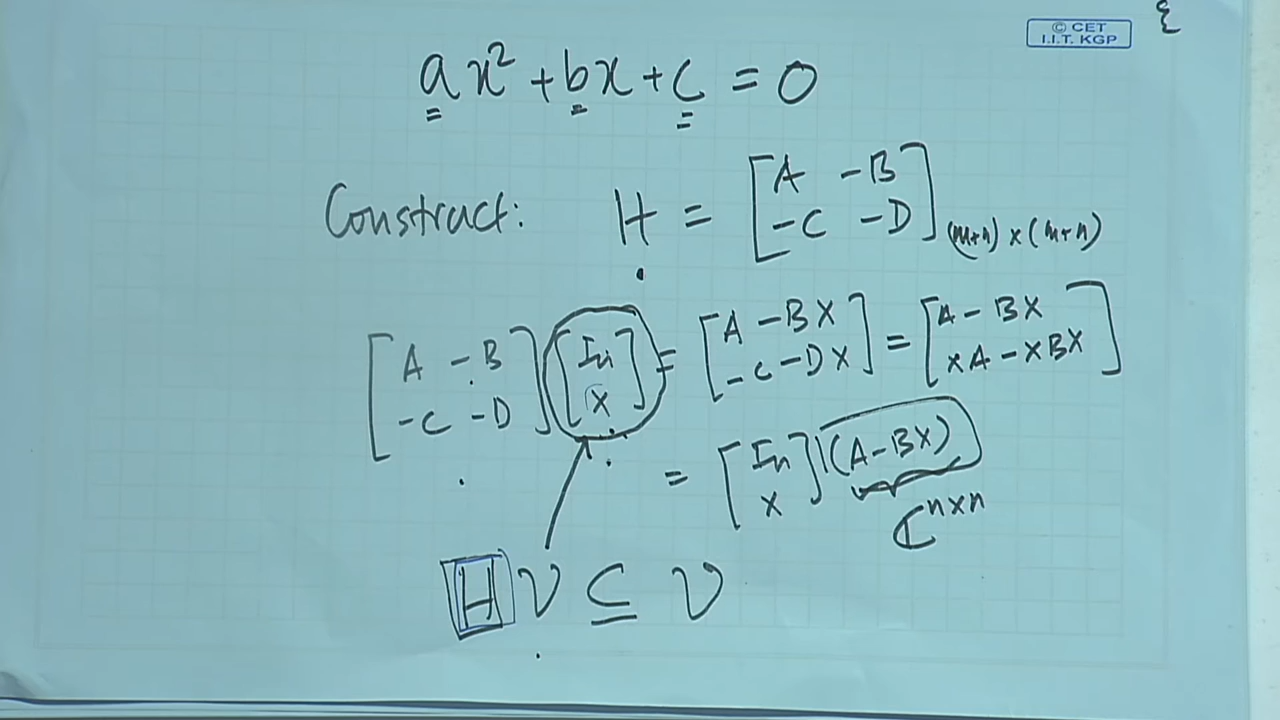 © CET
I.I.T. KGP
ax² + bx + c = 0
Construct: H = [A -B; -C -D](m+n)×(m+n)
[A -B; -C -D] [In; X] = [A - BX; -C - DX] = [A - BX; XA - XBX]
= [In; X] (A - BX)
ℂⁿˣⁿ
H V ⊆ V